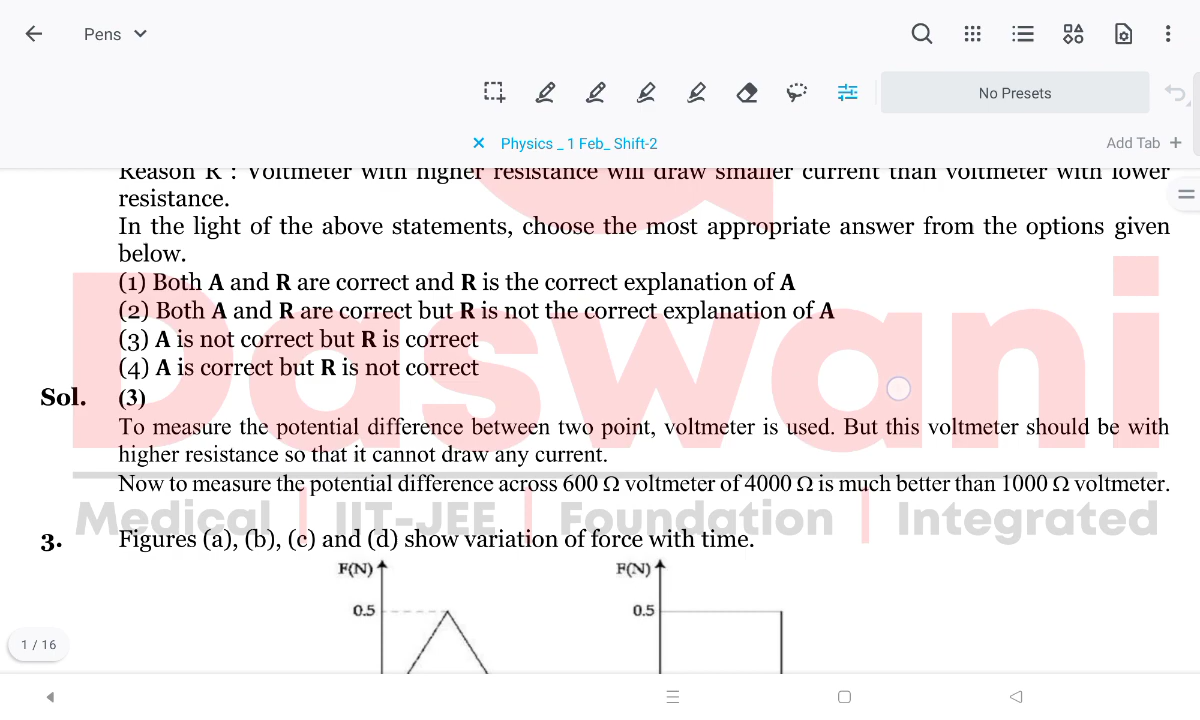 Pens
No Presets
Physics _ 1 Feb_ Shift-2
Add Tab +
Reason R : Voltmeter with higher resistance will draw smaller current than voltmeter with lower
resistance.
In the light of the above statements, choose the most appropriate answer from the options given
below.
(1) Both A and R are correct and R is the correct explanation of A
(2) Both A and R are correct but R is not the correct explanation of A
(3) A is not correct but R is correct
(4) A is correct but R is not correct
Sol. (3)
To measure the potential difference between two point, voltmeter is used. But this voltmeter should be with
higher resistance so that it cannot draw any current.
Now to measure the potential difference across 600 Ω voltmeter of 4000 Ω is much better than 1000 Ω voltmeter.
Daswani
Medical | IIT-JEE | Foundation | Integrated
3. Figures (a), (b), (c) and (d) show variation of force with time.
F(N) F(N)
0.5 0.5
1 / 16